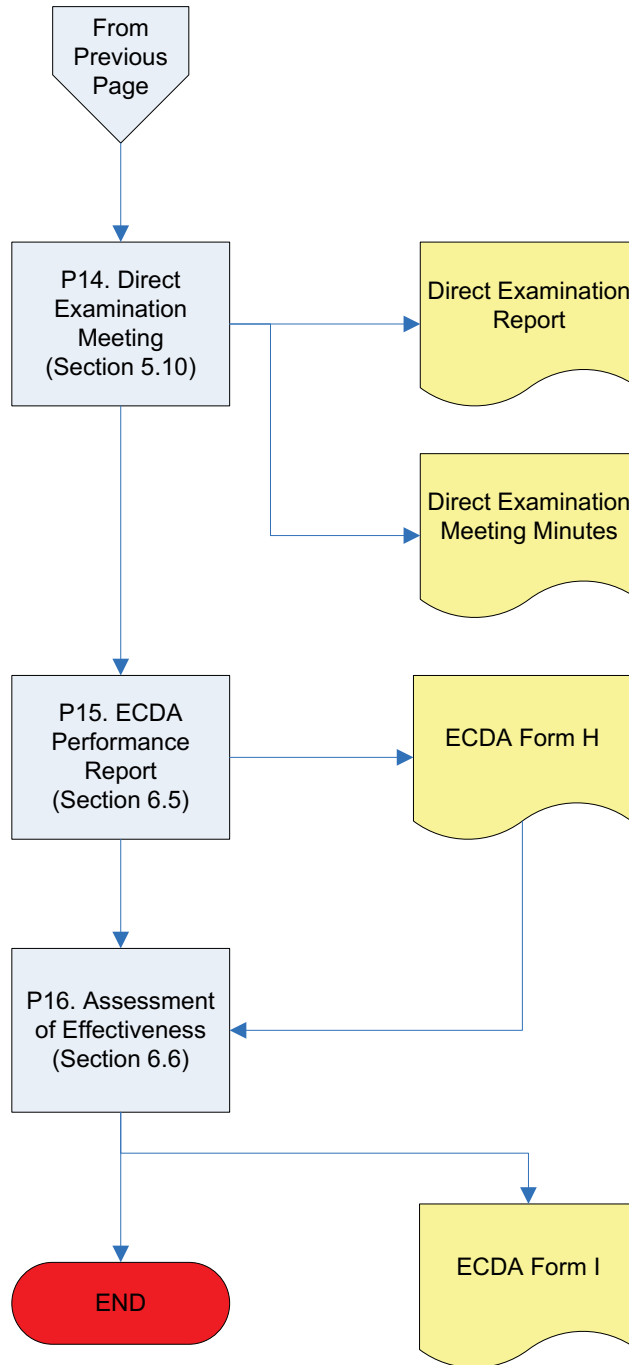 From
Previous
Page
P14. Direct
Examination
Meeting
(Section 5.10)
Direct Examination
Report
Direct Examination
Meeting Minutes
P15. ECDA
Performance
Report
(Section 6.5)
ECDA Form H
P16. Assessment
of Effectiveness
(Section 6.6)
ECDA Form I
END